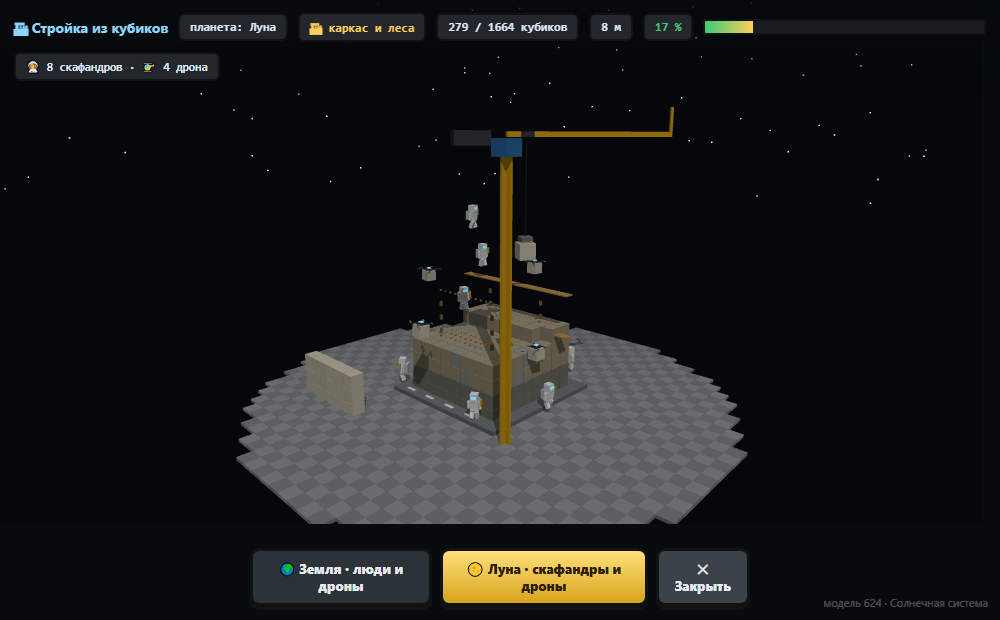 Стройка из кубиков
планета: Луна
каркас и леса
279 / 1664 кубиков
8 м
17 %
8 скафандров · 4 дрона
Земля · люди и
дроны
Луна · скафандры и
дроны
✕
Закрыть
модель 624 · Солнечная система